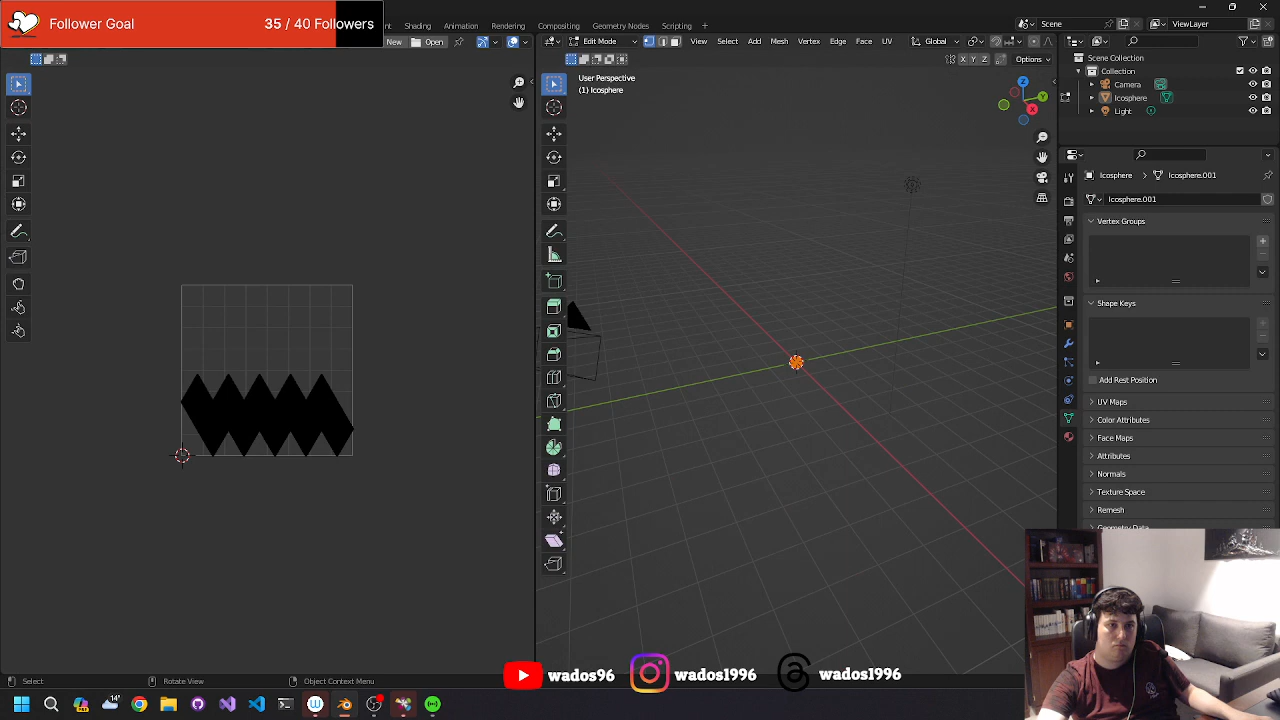 Follower Goal 35 / 40 Followers
Shading Animation Rendering Compositing Geometry Nodes Scripting +
Scene ViewLayer
New Open
Edit Mode View Select Add Mesh Vertex Edge Face UV Global
X Y Z Options
User Perspective
(1) Icosphere
Z
Y
X
Scene Collection
Collection
Camera
Icosphere
Light
Icosphere > Icosphere.001
Icosphere.001
Vertex Groups
Shape Keys
Add Rest Position
UV Maps
Color Attributes
Face Maps
Attributes
Normals
Texture Space
Remesh
Geometry Data
Select Rotate View Object Context Menu
wados96 wados1996 wados1996
14°